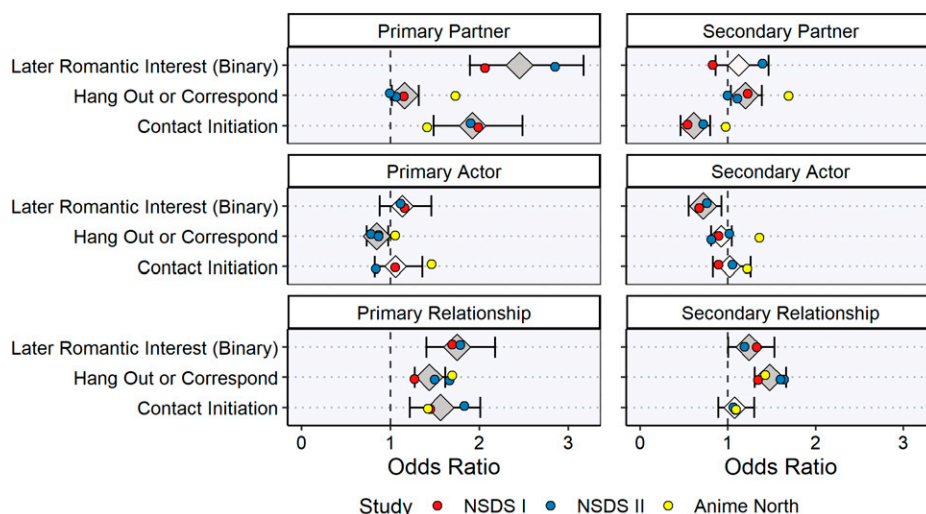 Primary Partner
Secondary Partner
Later Romantic Interest (Binary)
Hang Out or Correspond
Contact Initiation
Primary Actor
Secondary Actor
Later Romantic Interest (Binary)
Hang Out or Correspond
Contact Initiation
Primary Relationship
Secondary Relationship
Later Romantic Interest (Binary)
Hang Out or Correspond
Contact Initiation
0 1 2 3 0 1 2 3
Odds Ratio Odds Ratio
Study NSDS I NSDS II Anime North